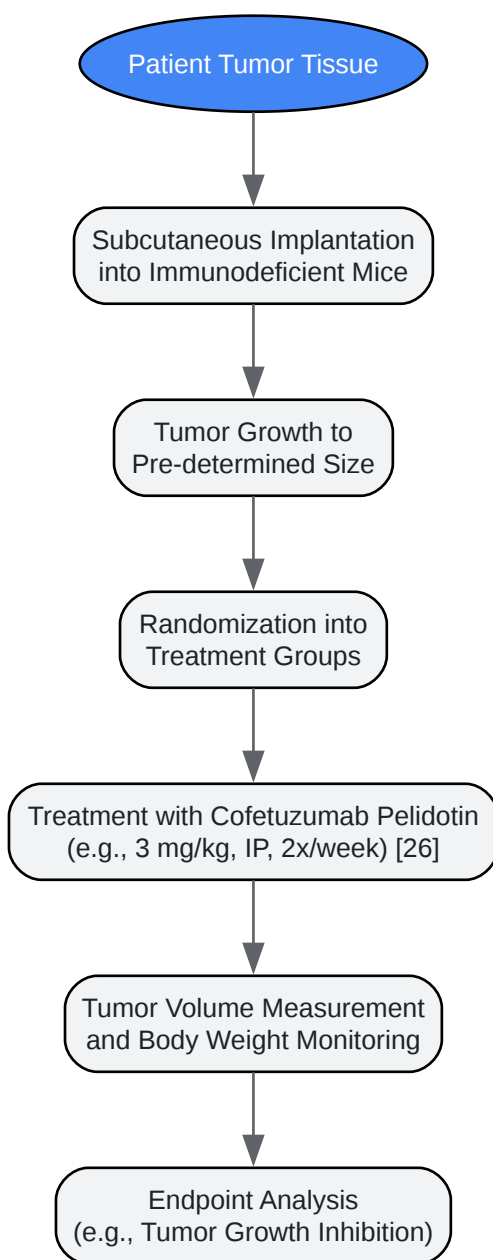 Patient Tumor Tissue
Subcutaneous Implantation
into Immunodeficient Mice
Tumor Growth to
Pre-determined Size
Randomization into
Treatment Groups
Treatment with Cofetuzumab Pelidotin
(e.g., 3 mg/kg, IP, 2x/week) [26]
Tumor Volume Measurement
and Body Weight Monitoring
Endpoint Analysis
(e.g., Tumor Growth Inhibition)